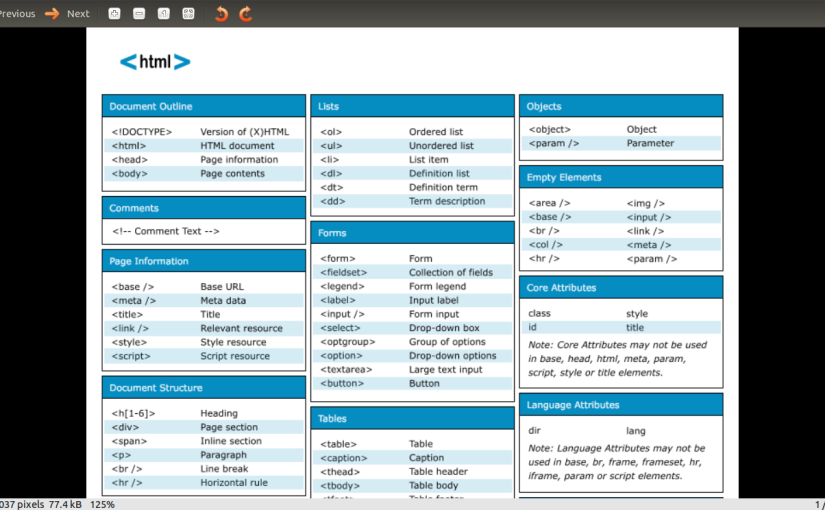 Previous Next
<html>
Document Outline
<!DOCTYPE> Version of (X)HTML
<html> HTML document
<head> Page information
<body> Page contents
Comments
<!-- Comment Text -->
Page Information
<base /> Base URL
<meta /> Meta data
<title> Title
<link /> Relevant resource
<style> Style resource
<script> Script resource
Document Structure
<h[1-6]> Heading
<div> Page section
<span> Inline section
<p> Paragraph
<br /> Line break
<hr /> Horizontal rule
Lists
<ol> Ordered list
<ul> Unordered list
<li> List item
<dl> Definition list
<dt> Definition term
<dd> Term description
Forms
<form> Form
<fieldset> Collection of fields
<legend> Form legend
<label> Input label
<input /> Form input
<select> Drop-down box
<optgroup> Group of options
<option> Drop-down options
<textarea> Large text input
<button> Button
Tables
<table> Table
<caption> Caption
<thead> Table header
<tbody> Table body
Objects
<object> Object
<param /> Parameter
Empty Elements
<area /> <img />
<base /> <input />
<br /> <link />
<col /> <meta />
<hr /> <param />
Core Attributes
class style
id title
Note: Core Attributes may not be used
in base, head, html, meta, param,
script, style or title elements.
Language Attributes
dir lang
Note: Language Attributes may not be
used in base, br, frame, frameset, hr,
iframe, param or script elements.
037 pixels 77.4 kB 125% 1 /